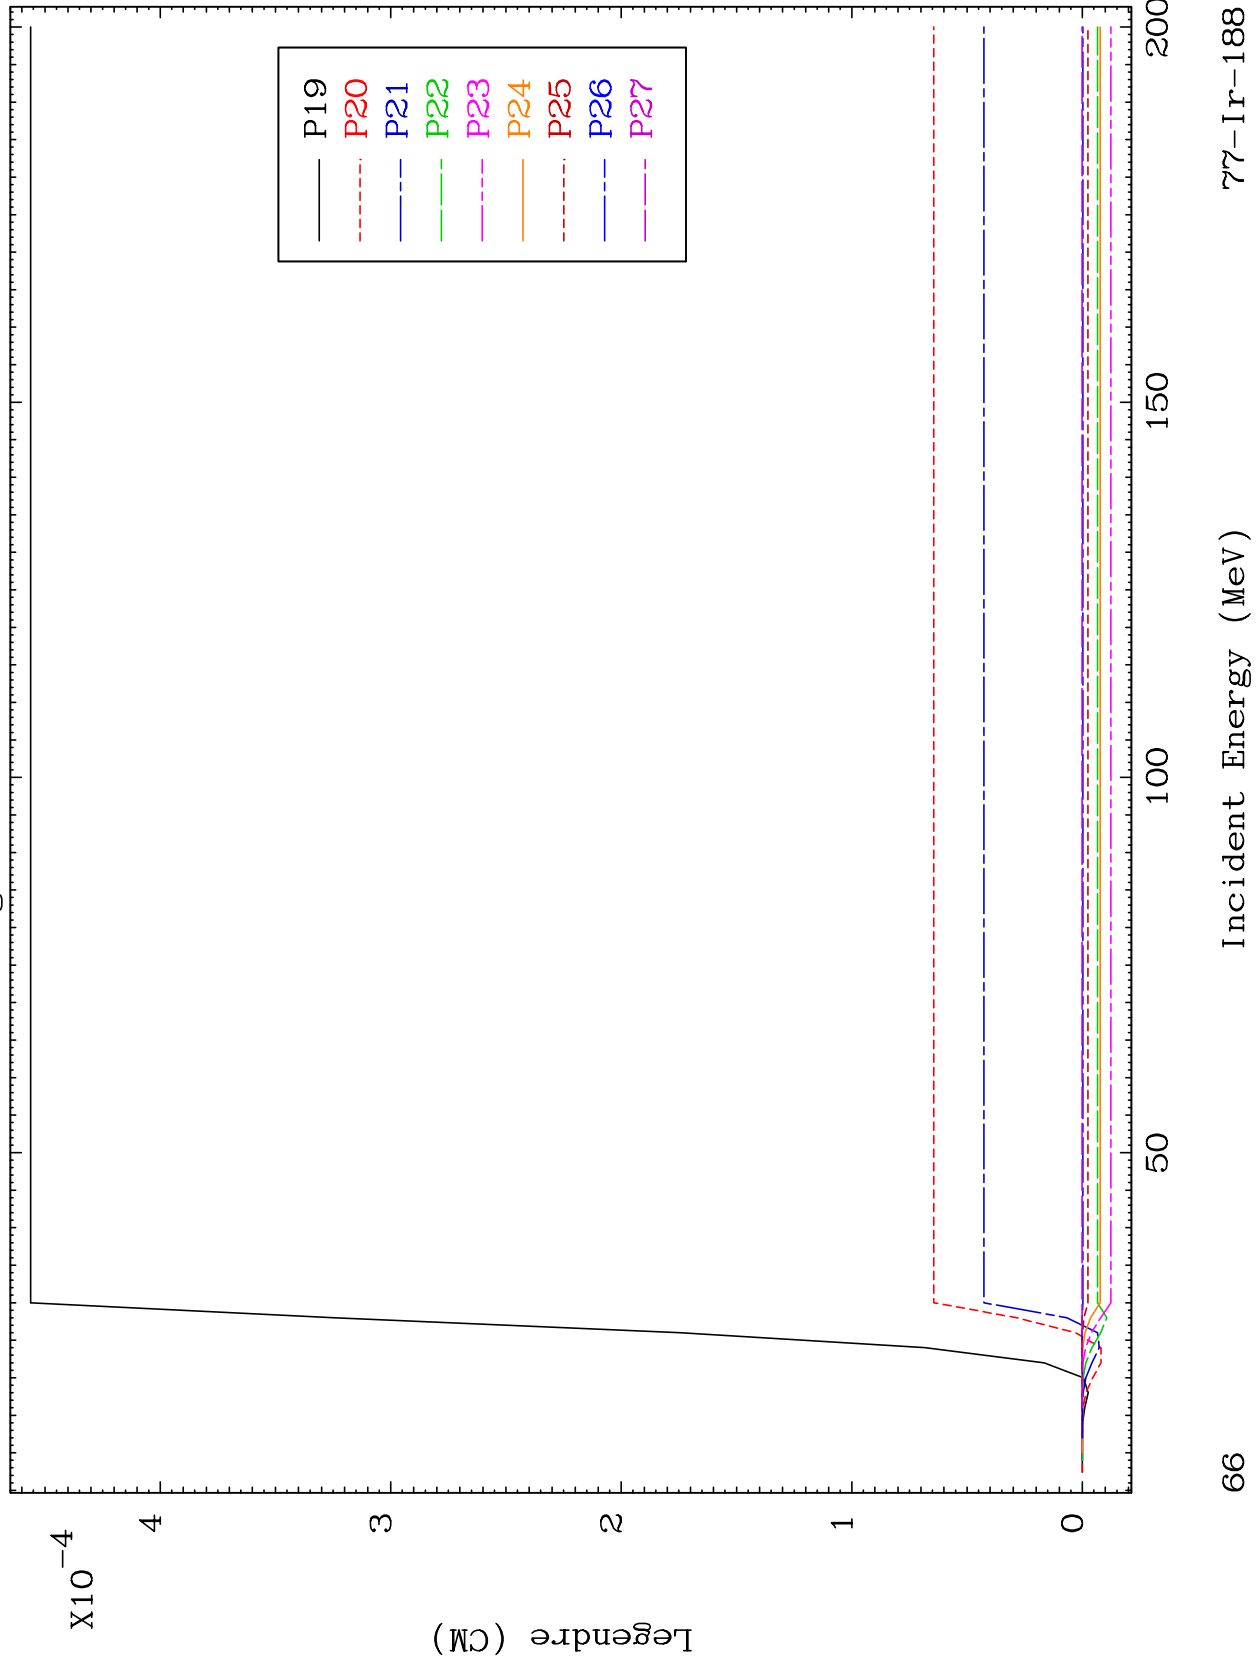 X10-4
4
3
2
1
0
Legendre (CM)
P19
P20
P21
P22
P23
P24
P25
P26
P27
50
100
150
200
Incident Energy (MeV)
66
77-Ir-188